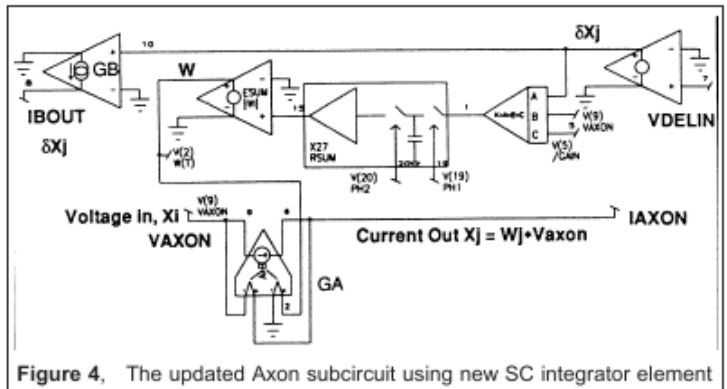 10
δXj
GB
W
IBOUT
δXj
ESUM
15
X27
RSUM
1
K*A*B*C
A
B
C
V(9)
VAXON
5
V(5)
/GAIN
7
VDELIN
V(2)
W(T)
V(20)
PH2
V(19)
PH1
Voltage In, Xi
V(9)
VAXON
VAXON
IAXON
Current Out Xj = Wj•Vaxon
GA
2
Figure 4, The updated Axon subcircuit using new SC integrator element